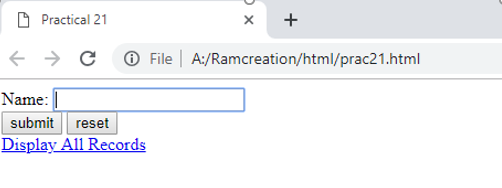 Practical 21
File | A:/Ramcreation/html/prac21.html
Name:
submit reset
Display All Records